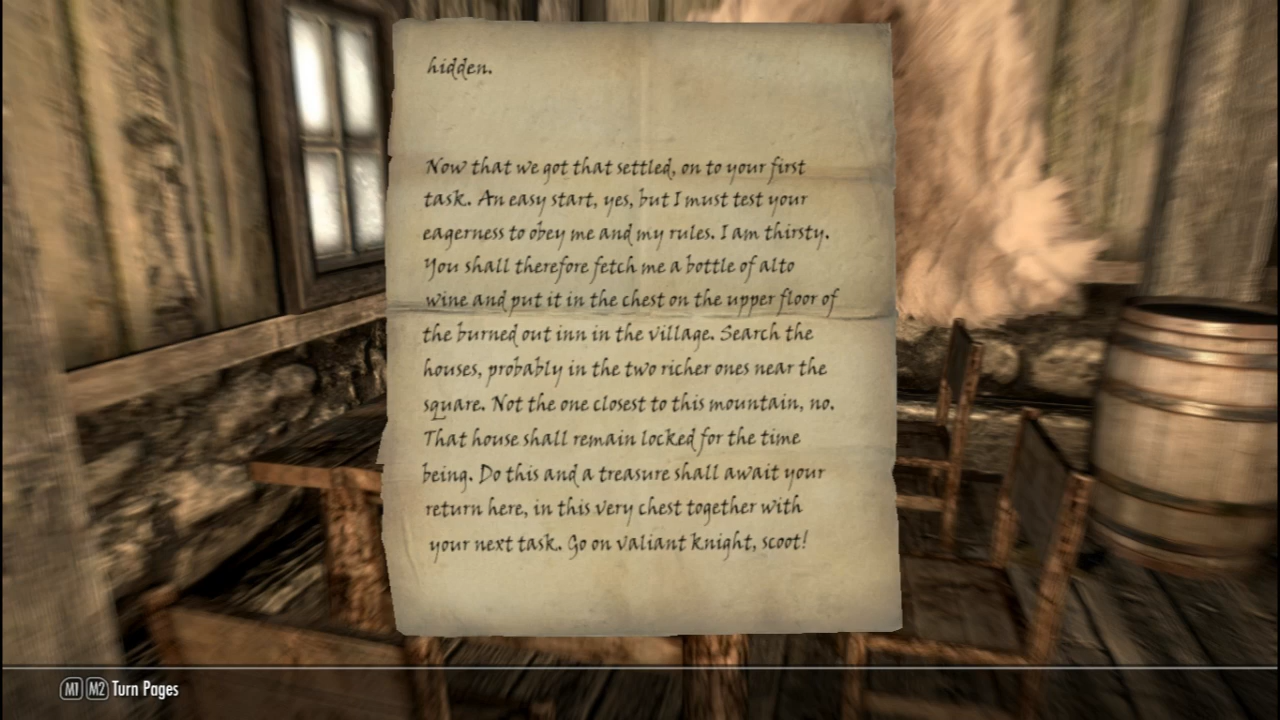 hidden.
Now that we got that settled, on to your first
task. An easy start, yes, but I must test your
eagerness to obey me and my rules. I am thirsty.
You shall therefore fetch me a bottle of alto
wine and put it in the chest on the upper floor of
the burned out inn in the village. Search the
houses, probably in the two richer ones near the
square. Not the one closest to this mountain, no.
That house shall remain locked for the time
being. Do this and a treasure shall await your
return here, in this very chest together with
your next task. Go on valiant knight, scoot!
M1 M2 Turn Pages